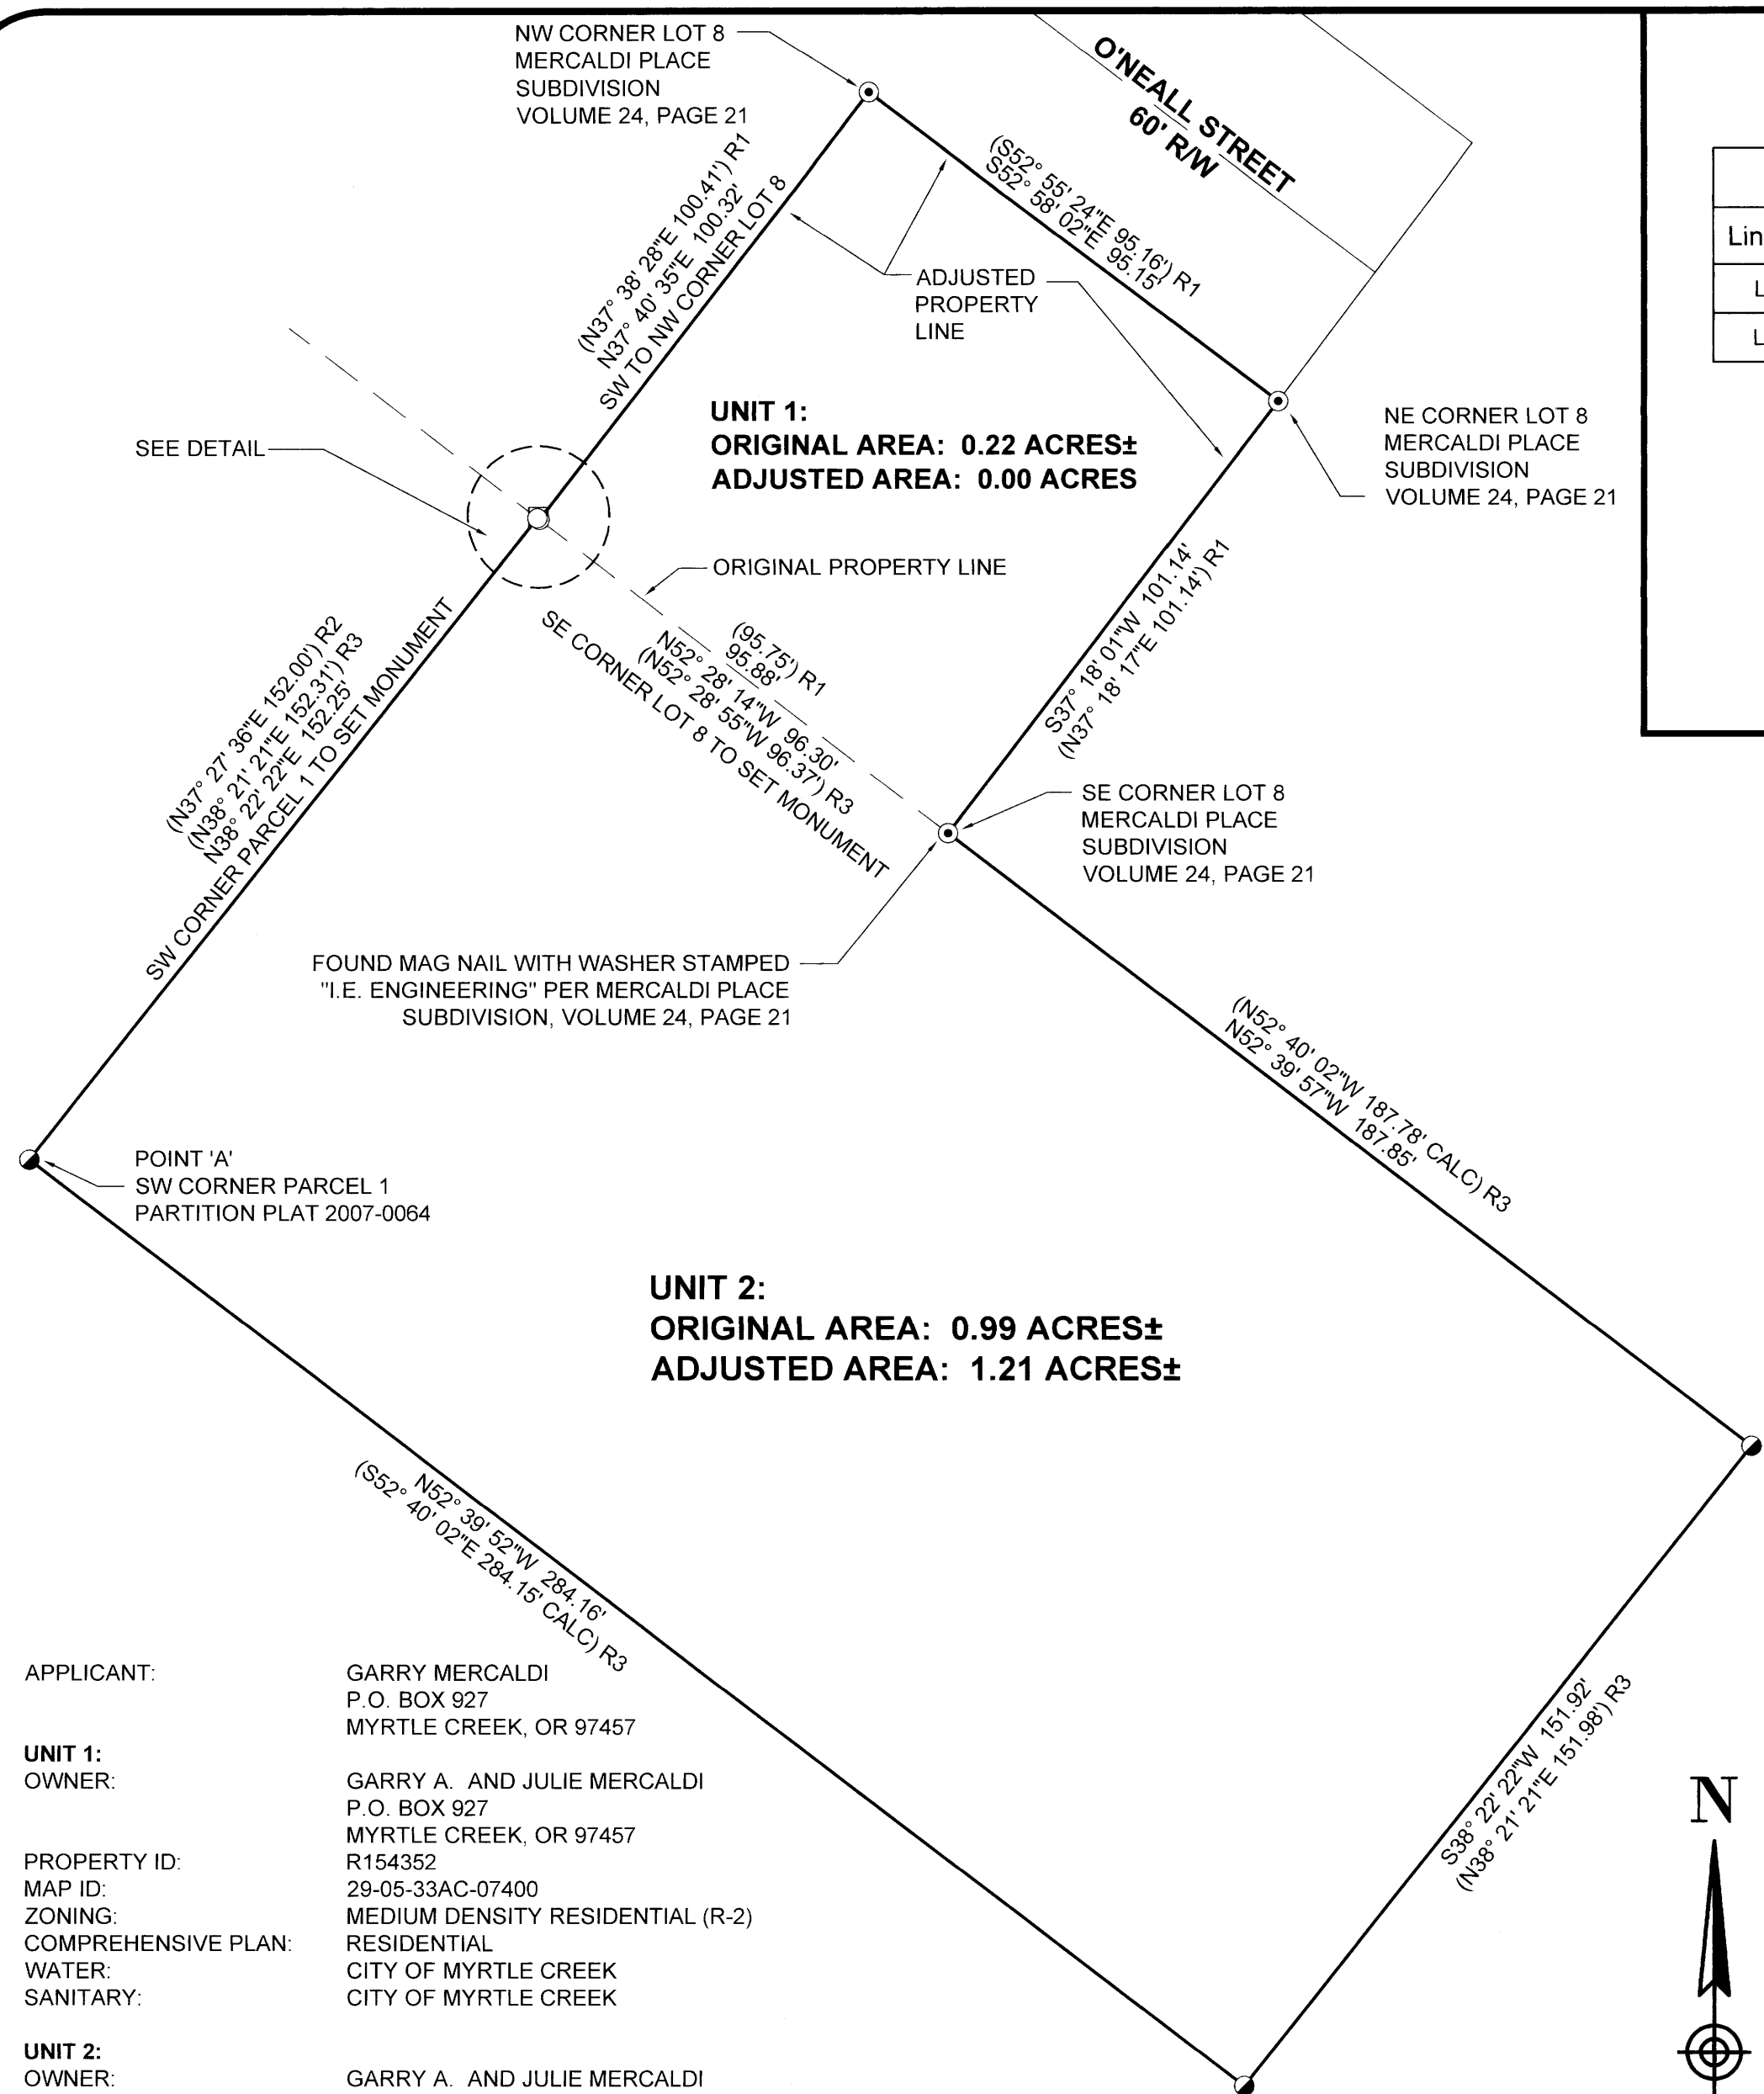 NW CORNER LOT 8
MERCALDI PLACE
SUBDIVISION
VOLUME 24, PAGE 21
O'NEALL STREET
60' R/W
(S52° 55' 24"E 95.16') R1
S52° 58' 02"E 95.15'
(N37° 38' 28"E 100.41') R1
N37° 40' 35"E 100.32'
SW TO NW CORNER LOT 8
Lin
L
L
ADJUSTED
PROPERTY
LINE
UNIT 1:
ORIGINAL AREA: 0.22 ACRES±
ADJUSTED AREA: 0.00 ACRES
NE CORNER LOT 8
MERCALDI PLACE
SUBDIVISION
VOLUME 24, PAGE 21
SEE DETAIL
ORIGINAL PROPERTY LINE
S37° 18' 01"W 101.14'
(N37° 18' 17"E 101.14') R1
(95.75') R1
95.88'
N52° 28' 14"W 96.30'
(N52° 28' 55"W 96.37') R3
SE CORNER LOT 8 TO SET MONUMENT
(N37° 27' 36"E 152.00') R2
(N38° 21' 21"E 152.31') R3
N38° 22' 22"E 152.25'
SW CORNER PARCEL 1 TO SET MONUMENT
SE CORNER LOT 8
MERCALDI PLACE
SUBDIVISION
VOLUME 24, PAGE 21
FOUND MAG NAIL WITH WASHER STAMPED
"I.E. ENGINEERING" PER MERCALDI PLACE
SUBDIVISION, VOLUME 24, PAGE 21
(N52° 40' 02"W 187.78' CALC) R3
N52° 39' 57"W 187.85'
POINT 'A'
SW CORNER PARCEL 1
PARTITION PLAT 2007-0064
UNIT 2:
ORIGINAL AREA: 0.99 ACRES±
ADJUSTED AREA: 1.21 ACRES±
N52° 39' 52"W 284.16'
(S52° 40' 02"E 284.15' CALC) R3
S38° 22' 22"W 151.92'
(N38° 21' 21"E 151.98') R3
APPLICANT: GARRY MERCALDI
P.O. BOX 927
MYRTLE CREEK, OR 97457
UNIT 1:
OWNER: GARRY A. AND JULIE MERCALDI
P.O. BOX 927
MYRTLE CREEK, OR 97457
PROPERTY ID: R154352
MAP ID: 29-05-33AC-07400
ZONING: MEDIUM DENSITY RESIDENTIAL (R-2)
COMPREHENSIVE PLAN: RESIDENTIAL
WATER: CITY OF MYRTLE CREEK
SANITARY: CITY OF MYRTLE CREEK
UNIT 2:
OWNER: GARRY A. AND JULIE MERCALDI
N